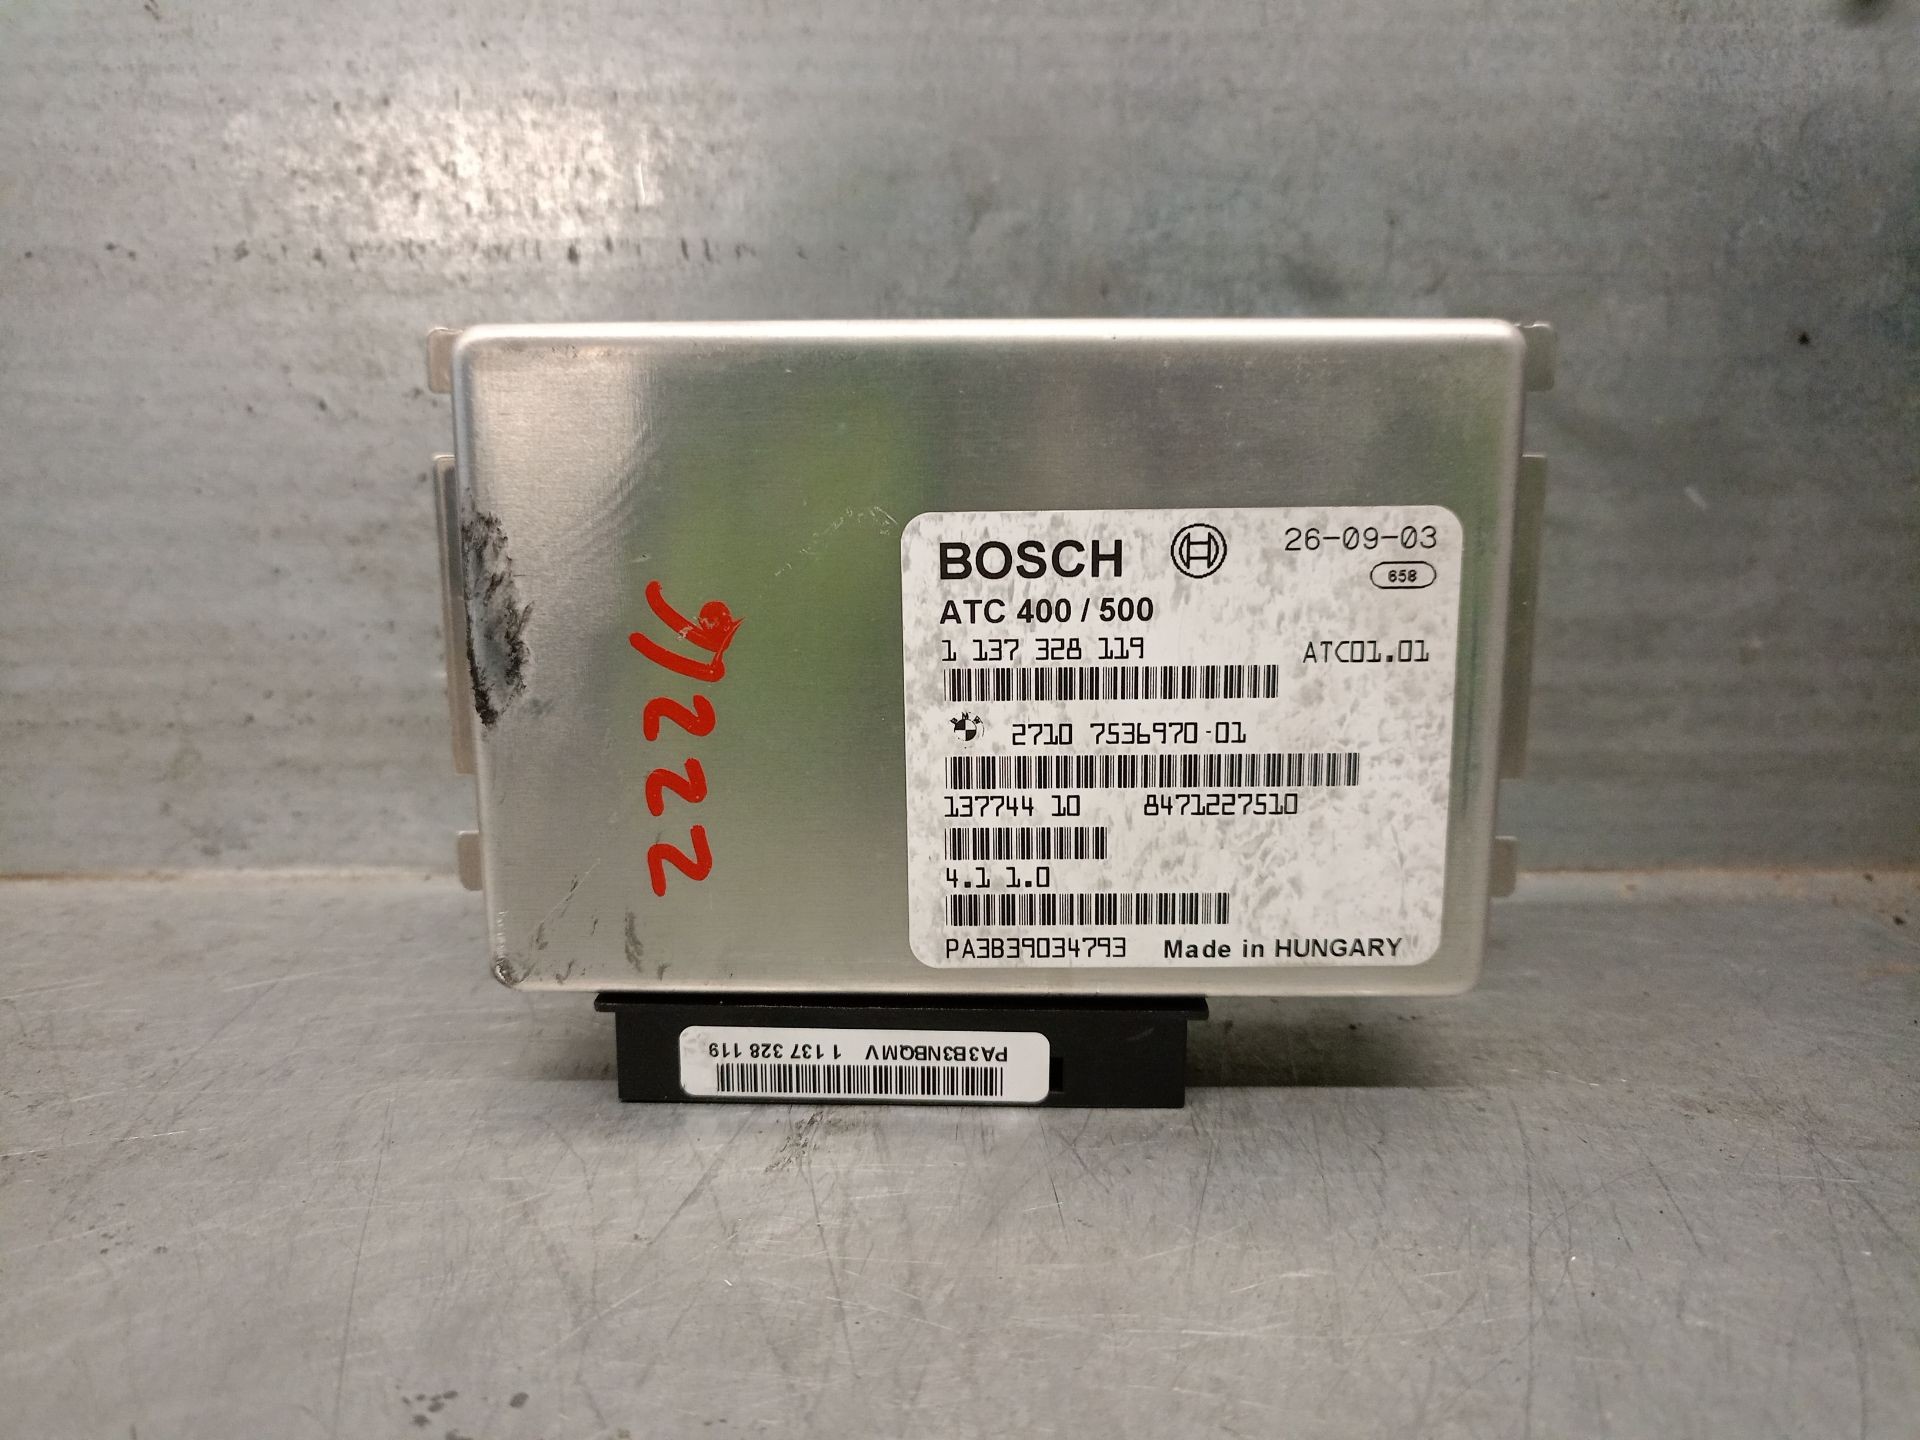 BOSCH 26-09-03
658
ATC 400 / 500
1 137 328 119 ATC01.01
2710 7536970-01
137744 10 8471227510
4.1 1.0
PA3B39034793 Made in HUNGARY
PA3B3NBQMV 1 137 328 119